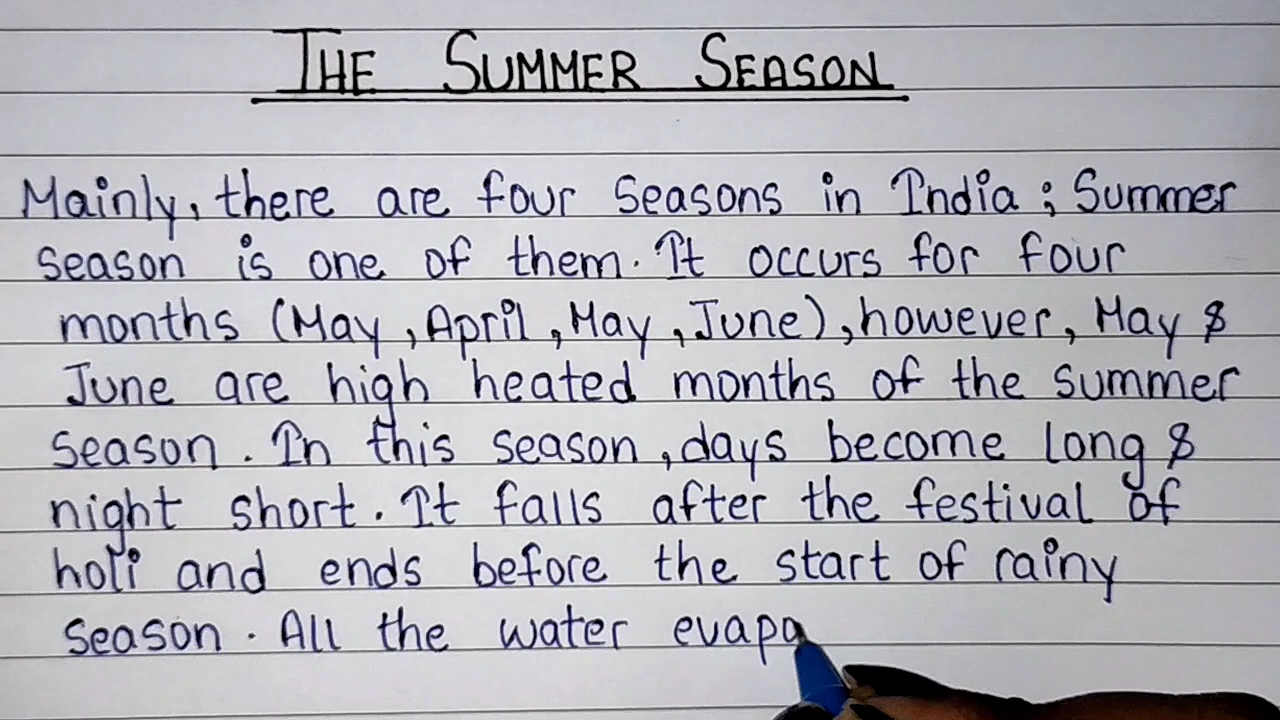 THE SUMMER SEASON
Mainly, there are four seasons in India; Summer
season is one of them. It occurs for four
months (May, April, May, June), however, May &
June are high heated months of the summer
season. In this season, days become long &
night short. It falls after the festival of
holi and ends before the start of rainy
season. All the water evapo